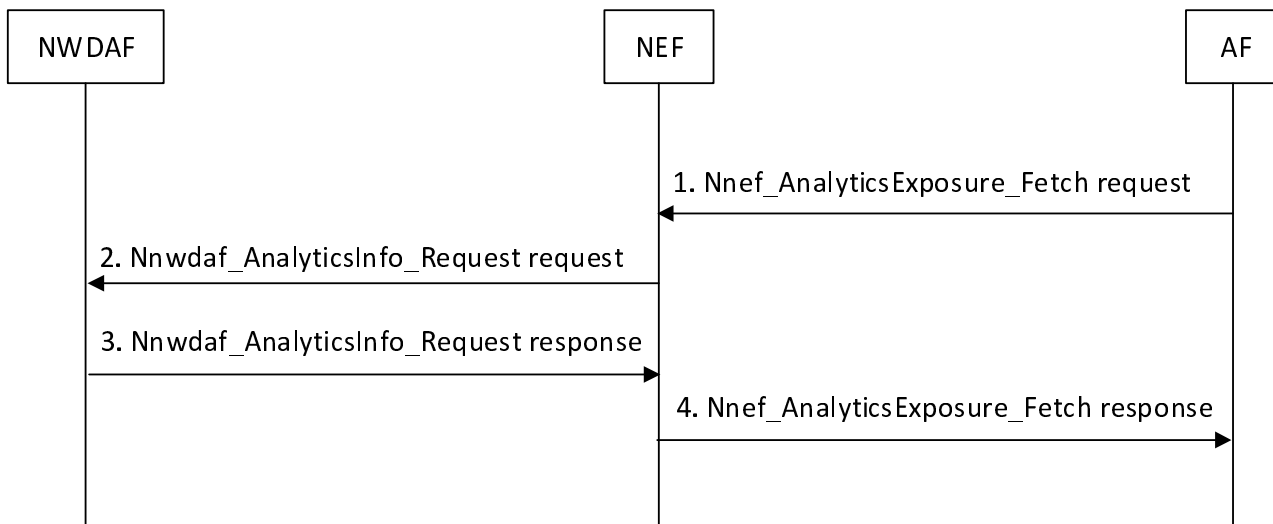 NWDAF NEF AF
1. Nnef_AnalyticsExposure_Fetch request
2. Nnwdaf_AnalyticsInfo_Request request
3. Nnwdaf_AnalyticsInfo_Request response
4. Nnef_AnalyticsExposure_Fetch response